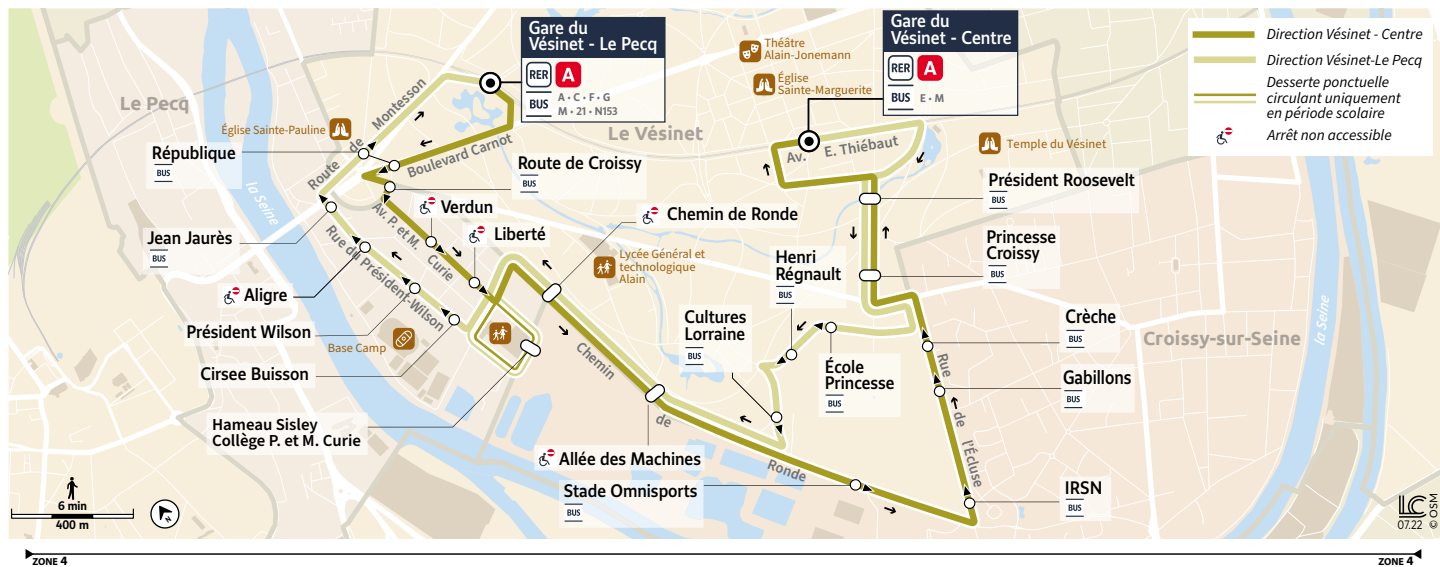 Gare du
Vésinet - Le Pecq
RER A
BUS A • C • F • G
M • 21 • N153
Gare du
Vésinet - Centre
RER A
BUS E • M
Théâtre
Alain-Jonemann
Église
Sainte-Marguerite
Direction Vésinet - Centre
Direction Vésinet-Le Pecq
Desserte ponctuelle
circulant uniquement
en période scolaire
Arrêt non accessible
Le Pecq
Le Vésinet
Croissy-sur-Seine
la Seine
la Seine
Église Sainte-Pauline
Route de Montesson
Boulevard Carnot
Av. E. Thiébaut
Temple du Vésinet
République
BUS
Route de Croissy
BUS
Président Roosevelt
BUS
Av. P. et M. Curie
Verdun
Chemin de Ronde
Liberté
Jean Jaurès
BUS
Rue du Président-Wilson
Lycée Général et
technologique
Alain
Henri
Régnault
BUS
Princesse
Croissy
BUS
Aligre
Président Wilson
Base Camp
Cultures
Lorraine
BUS
Crèche
BUS
Cirsee Buisson
École
Princesse
BUS
Gabillons
BUS
Chemin de Ronde
Rue de l'Écluse
Hameau Sisley
Collège P. et M. Curie
Allée des Machines
Stade Omnisports
BUS
IRSN
BUS
6 min
400 m
LC
07.22
© OSM
ZONE 4
ZONE 4